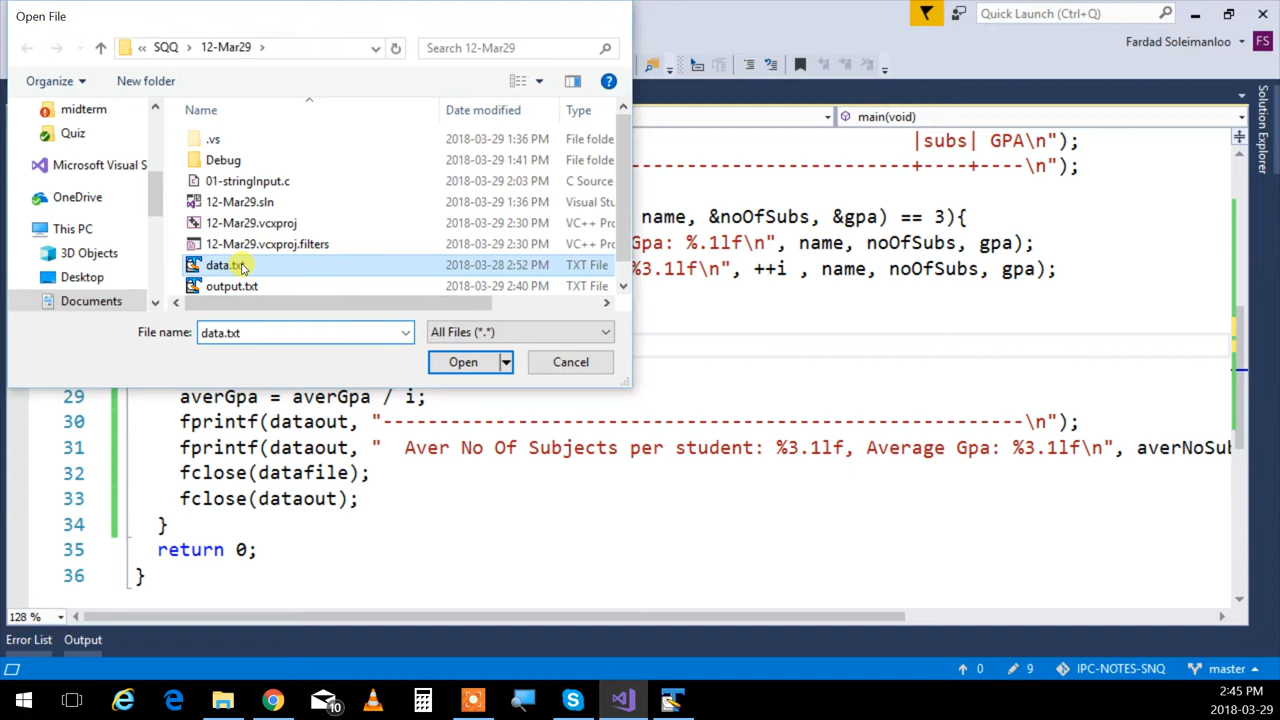 Open File
Quick Launch (Ctrl+Q)
« SQQ › 12-Mar29 ›
Search 12-Mar29
Fardad Soleimanloo
FS
Organize
New folder
midterm
Quiz
Microsoft Visual S
OneDrive
This PC
3D Objects
Desktop
Documents
Name Date modified Type
.vs 2018-03-29 1:36 PM File folde
Debug 2018-03-29 1:41 PM File folde
01-stringInput.c 2018-03-29 2:03 PM C Source
12-Mar29.sln 2018-03-29 1:36 PM Visual Stu
12-Mar29.vcxproj 2018-03-29 2:30 PM VC++ Pro
12-Mar29.vcxproj.filters 2018-03-29 2:30 PM VC++ Pro
data.txt 2018-03-28 2:52 PM TXT File
output.txt 2018-03-29 2:40 PM TXT File
File name: data.txt
All Files (*.*)
Open
Cancel
main(void)
Solution Explorer
|subs| GPA\n");
------------------------+----+----\n");
name, &noOfSubs, &gpa) == 3){
Gpa: %.1lf\n", name, noOfSubs, gpa);
%3.1lf\n", ++i , name, noOfSubs, gpa);
29 averGpa = averGpa / i;
30 fprintf(dataout, "---------------------------------------------------------\n");
31 fprintf(dataout, " Aver No Of Subjects per student: %3.1lf, Average Gpa: %3.1lf\n", averNoSub
32 fclose(datafile);
33 fclose(dataout);
34 }
35 return 0;
36 }
128 %
Error List
Output
0
9
IPC-NOTES-SNQ
master
10
2:45 PM
2018-03-29